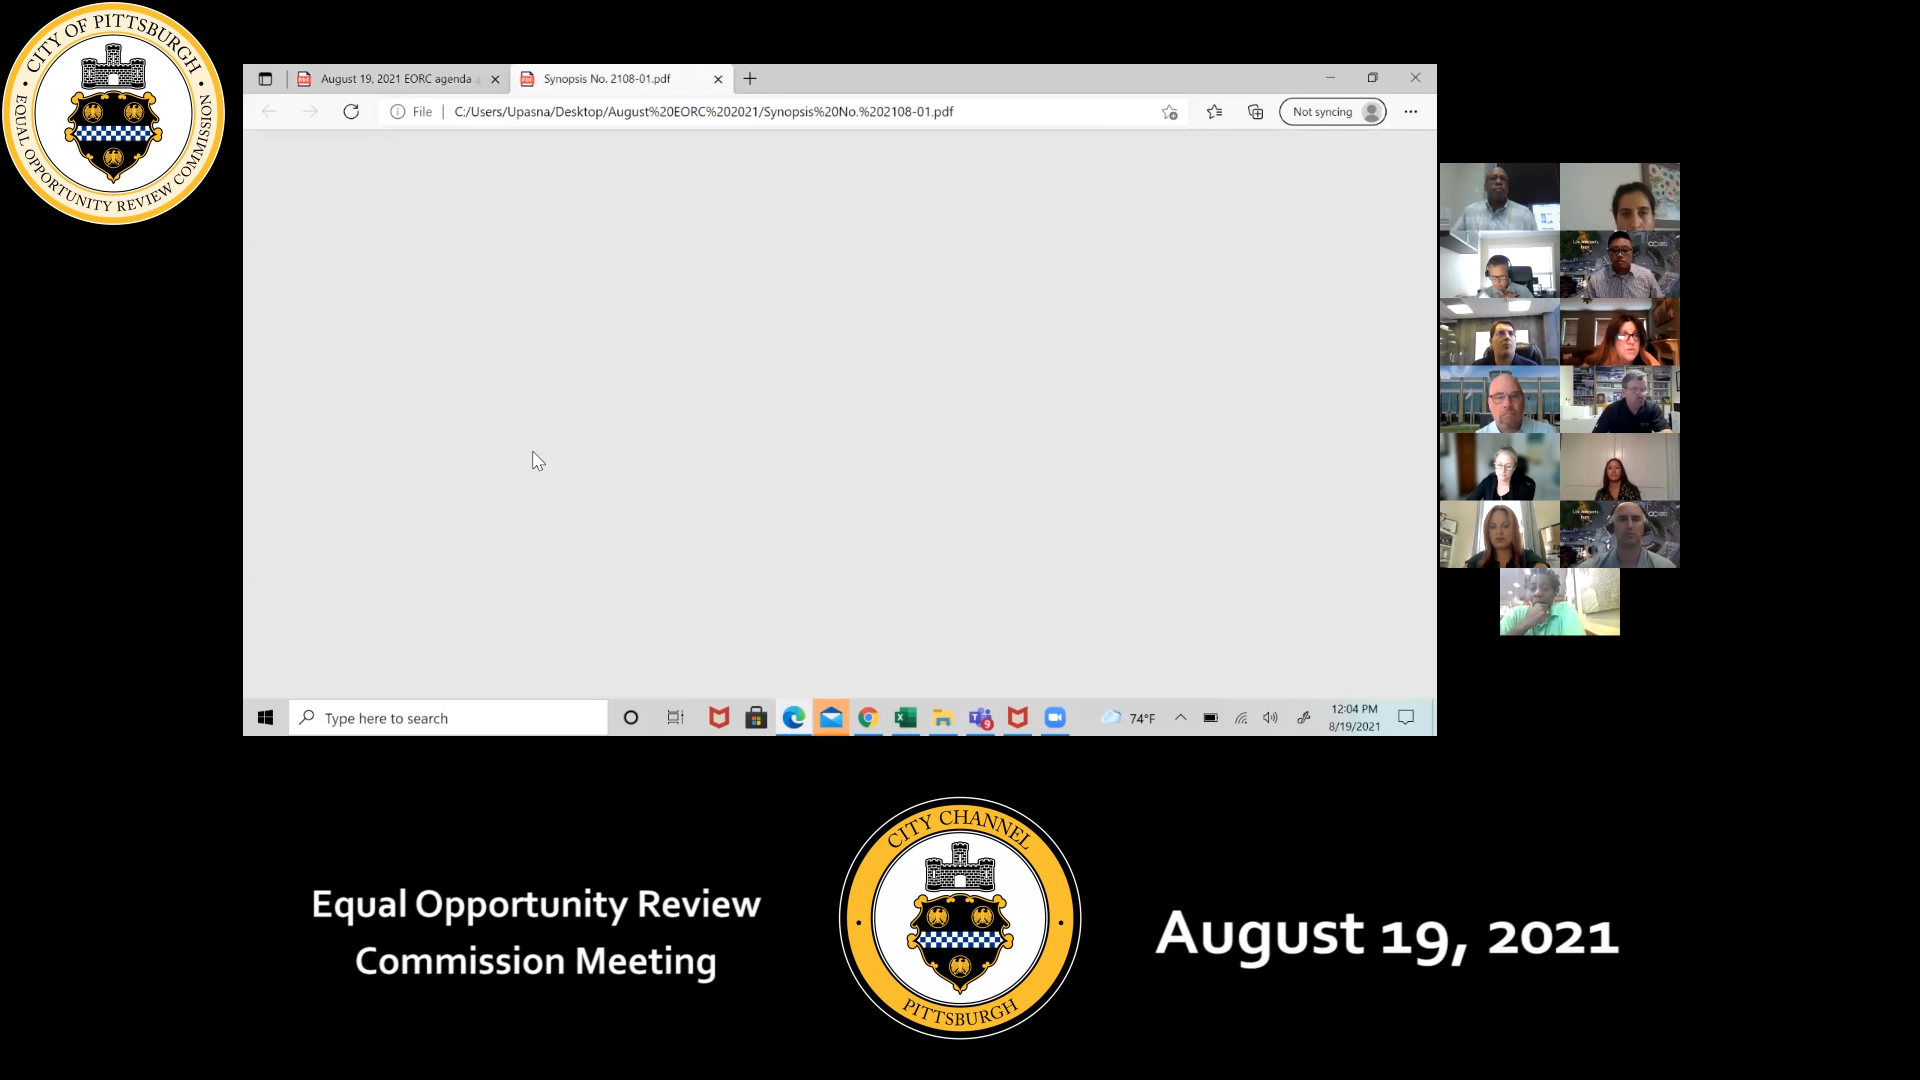 CITY OF PITTSBURGH
EQUAL OPPORTUNITY REVIEW COMMISSION
August 19, 2021 EORC agenda
Synopsis No. 2108-01.pdf
File
C:/Users/Upasna/Desktop/August%20EORC%202021/Synopsis%20No.%202108-01.pdf
Not syncing
Type here to search
9
74°F
12:04 PM
8/19/2021
Equal Opportunity Review
Commission Meeting
CITY CHANNEL
PITTSBURGH
August 19, 2021